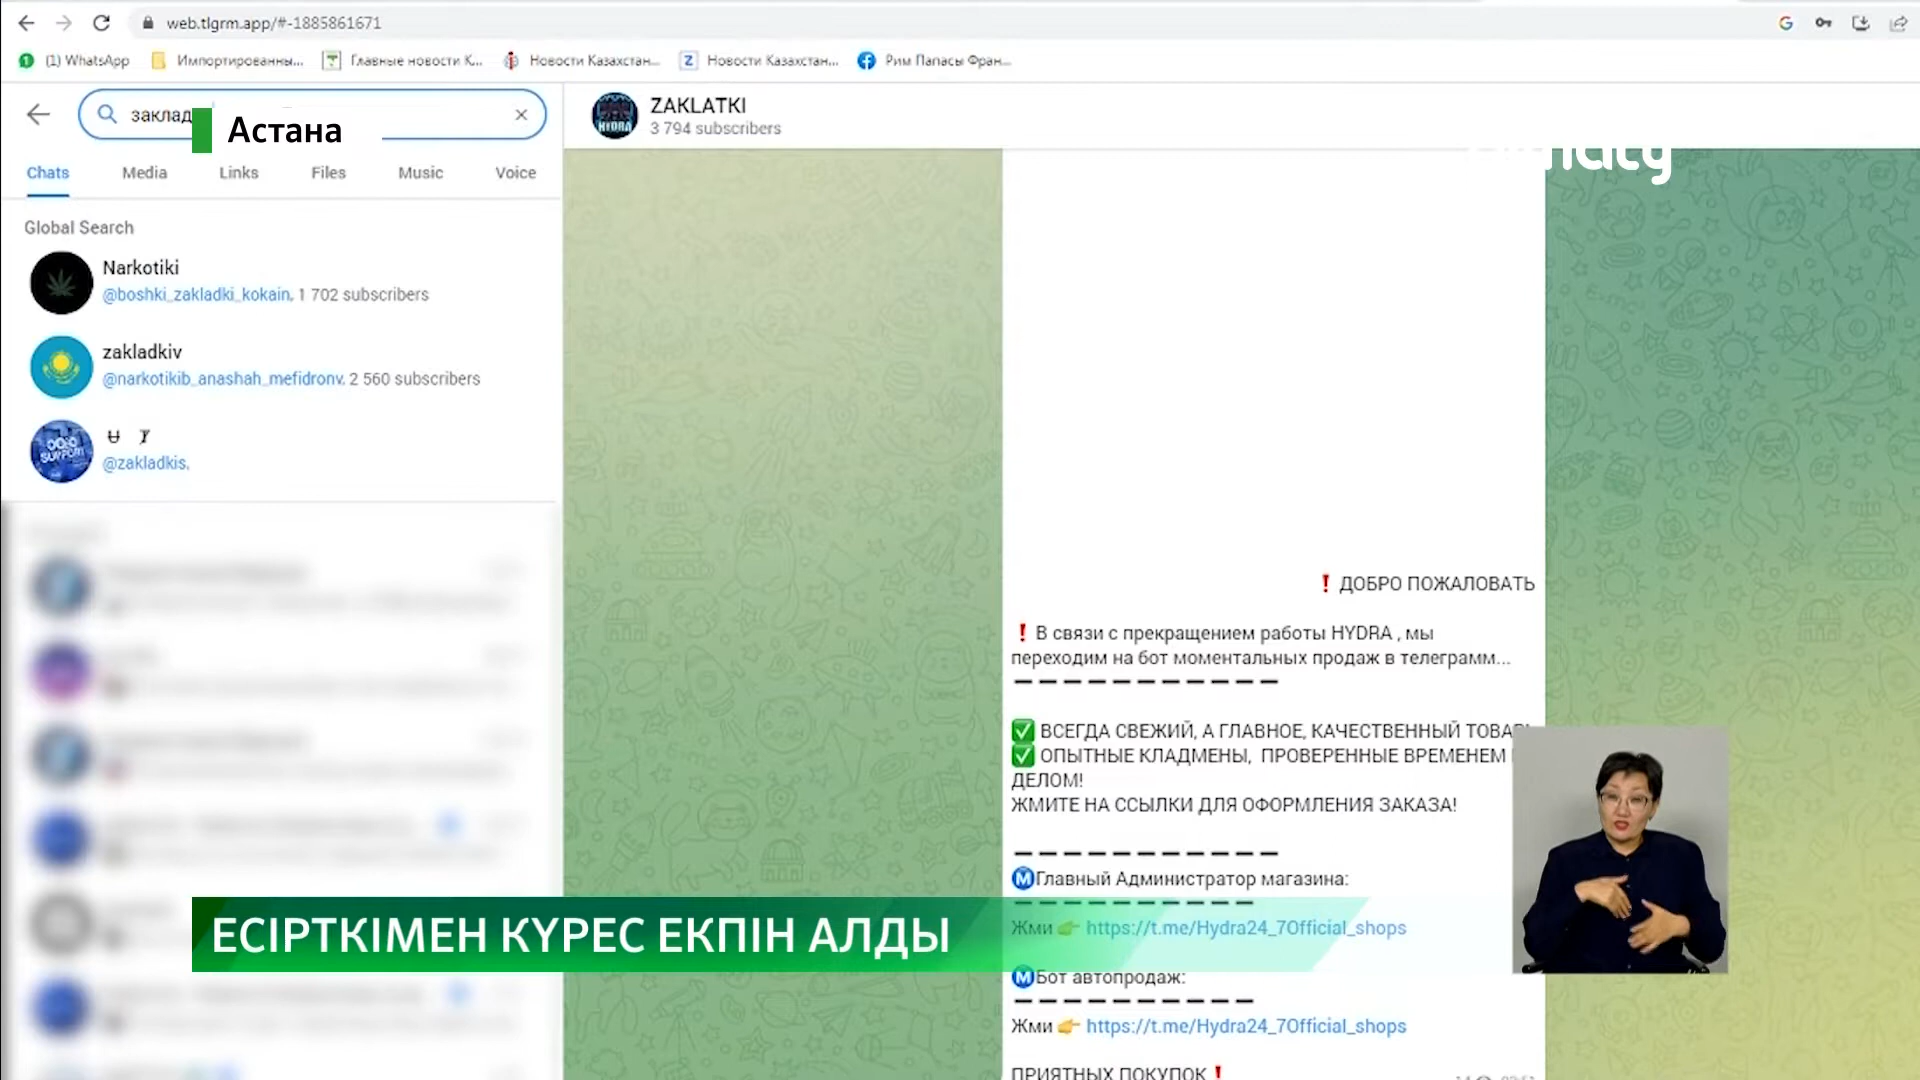 web.tlgrm.app/#-1885861671
(1) WhatsApp
Импортированны...
Главные новости К...
Новости Казахстан...
Новости Казахстан...
Рим Папасы Фран...
заклад
Астана
ZAKLATKI
3 794 subscribers
Chats Media Links Files Music Voice
Global Search
Narkotiki
@boshki_zakladki_kokain, 1 702 subscribers
zakladkiv
@narkotikib_anashah_mefidronv, 2 560 subscribers
SUPPORT
@zakladkis,
HYDRA
❗ ДОБРО ПОЖАЛОВАТЬ
❗ В связи с прекращением работы HYDRA , мы
переходим на бот моментальных продаж в телеграмм...
➖➖➖➖➖➖➖➖➖➖➖
✅ ВСЕГДА СВЕЖИЙ, А ГЛАВНОЕ, КАЧЕСТВЕННЫЙ ТОВАР
✅ ОПЫТНЫЕ КЛАДМЕНЫ, ПРОВЕРЕННЫЕ ВРЕМЕНЕМ
ДЕЛОМ!
ЖМИТЕ НА ССЫЛКИ ДЛЯ ОФОРМЛЕНИЯ ЗАКАЗА!
➖➖➖➖➖➖➖➖➖➖➖
Ⓜ️Главный Администратор магазина:
➖➖➖➖➖➖➖➖➖➖
Жми 👉 https://t.me/Hydra24_7Official_shops
Ⓜ️Бот автопродаж:
➖➖➖➖➖➖➖➖➖➖
Жми 👉 https://t.me/Hydra24_7Official_shops
ПРИЯТНЫХ ПОКУПОК❗
ЕСІРТКІМЕН КҮРЕС ЕКПІН АЛДЫ